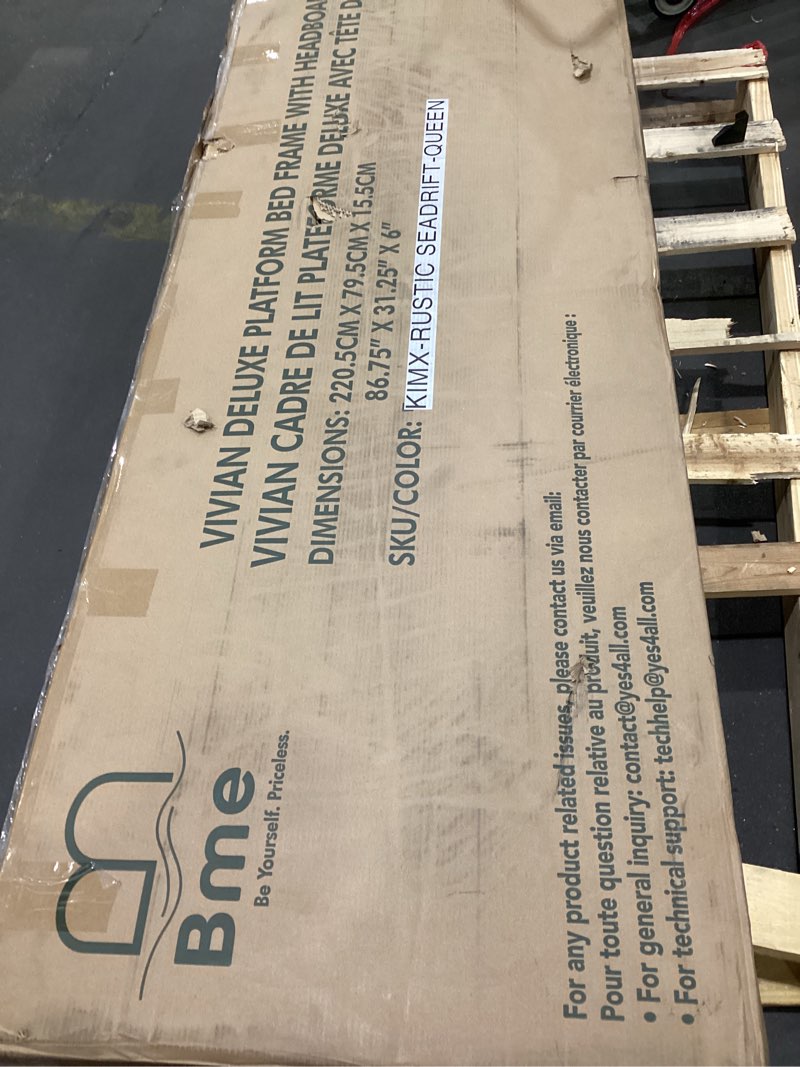 VIVIAN DELUXE PLATFORM BED FRAME WITH
VIVIAN CADRE DE LIT PLATEFORME DELUXE AVEC TÊTE
DIMENSIONS: 220.5CM X 79.5CM X 15.5CM
86.75" X 31.25" X 6"
SKU/COLOR: KIMX-RUSTIC SEADRIFT-QUEEN
Bme
Be Yourself. Priceless.
For any product related issues, please contact us via email:
Pour toute question relative au produit, veuillez nous contacter par courrier électronique :
• For general inquiry: contact@yes4all.com
• For technical support: techhelp@yes4all.com